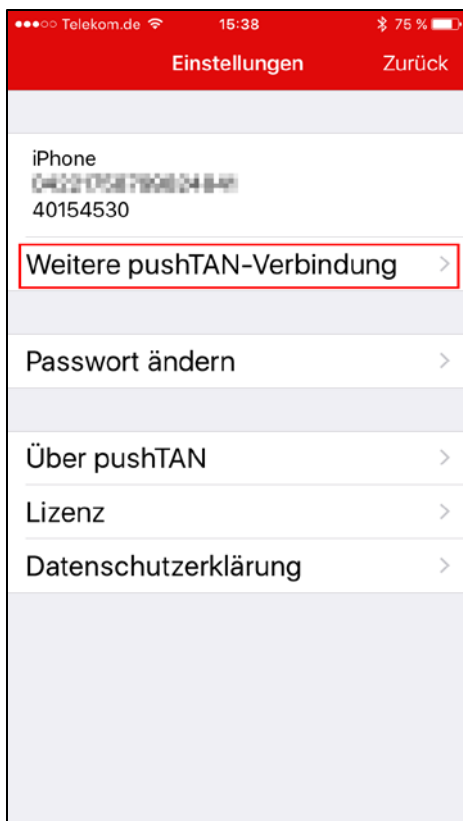 Telekom.de 15:38 75 %
Einstellungen Zurück
iPhone
40154530
Weitere pushTAN-Verbindung
Passwort ändern
Über pushTAN
Lizenz
Datenschutzerklärung